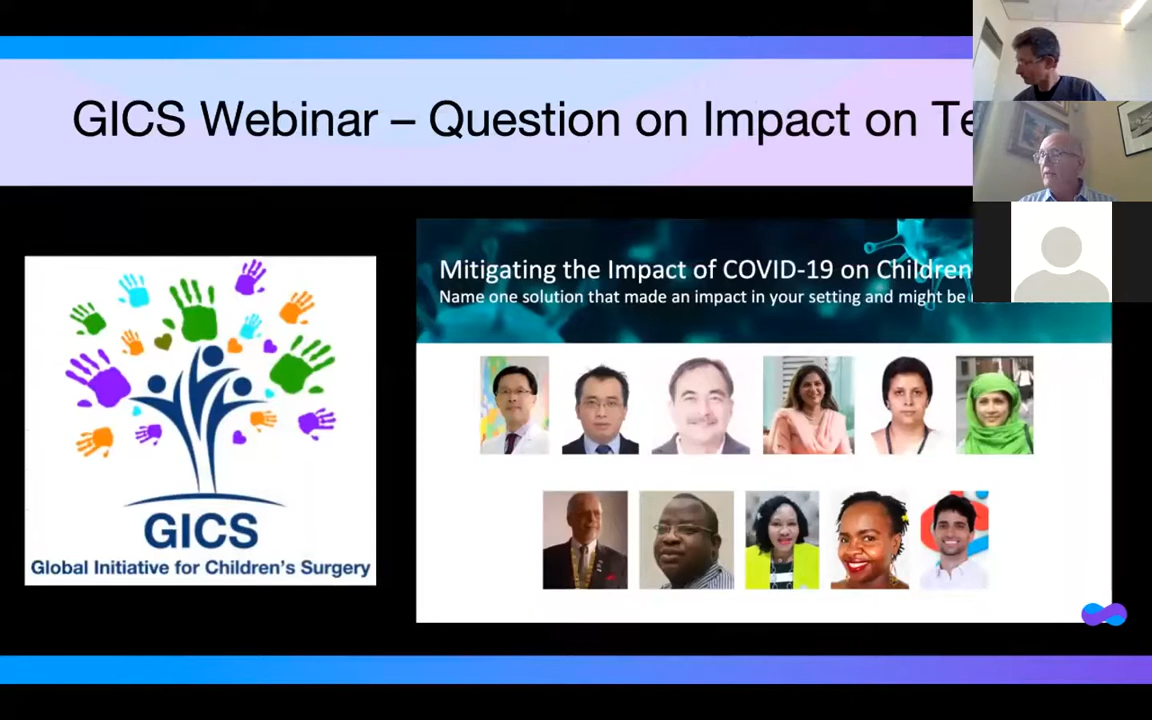 GICS Webinar – Question on Impact on
Mitigating the Impact of COVID-19 on Children
Name one solution that made an impact in your setting and might be
GICS
Global Initiative for Children's Surgery